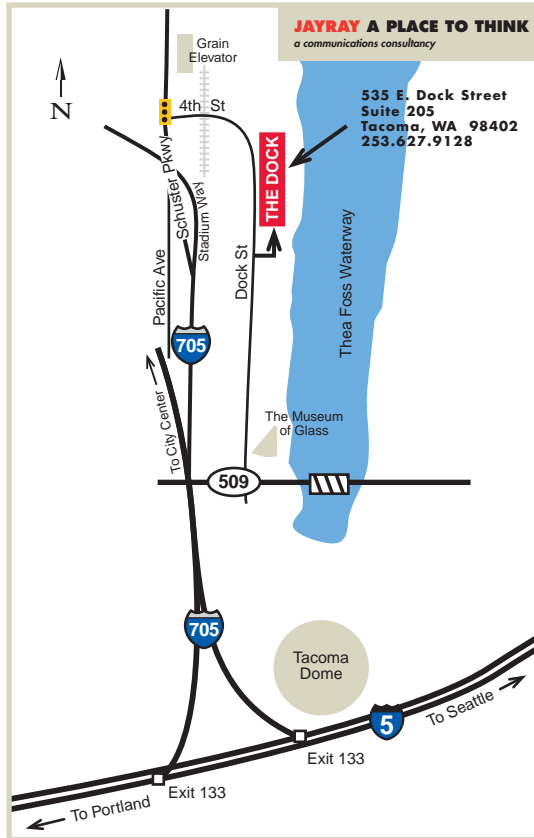 JAYRAY A PLACE TO THINK
a communications consultancy
Grain
Elevator
N
4th St
535 E. Dock Street
Suite 205
Tacoma, WA 98402
253.627.9128
THE DOCK
Schuster Pkwy
Stadium Way
Pacific Ave
Dock St
Thea Foss Waterway
705
To City Center
The Museum
of Glass
509
705
Tacoma
Dome
5
To Seattle
Exit 133
Exit 133
To Portland